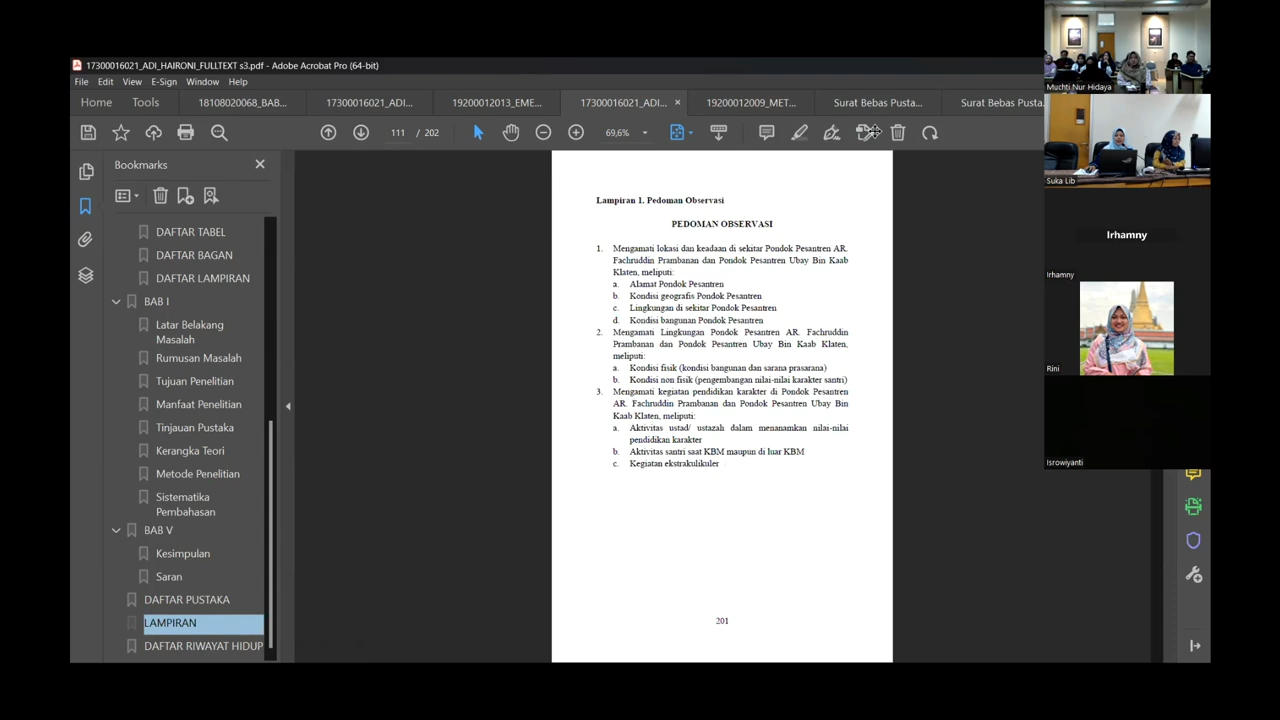 17300016021_ADI_HAIRONI_FULLTEXT s3.pdf - Adobe Acrobat Pro (64-bit)
File Edit View E-Sign Window Help
Home Tools 18108020068_BAB... 17300016021_ADI... 19200012013_EME... 17300016021_ADI... × 19200012009_MET... Surat Bebas Pusta... Surat Bebas Pusta...
111 / 202 69,6%
Bookmarks
DAFTAR TABEL
DAFTAR BAGAN
DAFTAR LAMPIRAN
BAB I
Latar Belakang
Masalah
Rumusan Masalah
Tujuan Penelitian
Manfaat Penelitian
Tinjauan Pustaka
Kerangka Teori
Metode Penelitian
Sistematika
Pembahasan
BAB V
Kesimpulan
Saran
DAFTAR PUSTAKA
LAMPIRAN
DAFTAR RIWAYAT HIDUP
Lampiran 1. Pedoman Observasi
PEDOMAN OBSERVASI
1. Mengamati lokasi dan keadaan di sekitar Pondok Pesantren AR.
Fachruddin Prambanan dan Pondok Pesantren Ubay Bin Kaab
Klaten, meliputi:
a. Alamat Pondok Pesantren
b. Kondisi geografis Pondok Pesantren
c. Lingkungan di sekitar Pondok Pesantren
d. Kondisi bangunan Pondok Pesantren
2. Mengamati Lingkungan Pondok Pesantren AR. Fachruddin
Prambanan dan Pondok Pesantren Ubay Bin Kaab Klaten,
meliputi:
a. Kondisi fisik (kondisi bangunan dan sarana prasarana)
b. Kondisi non fisik (pengembangan nilai-nilai karakter santri)
3. Mengamati kegiatan pendidikan karakter di Pondok Pesantren
AR. Fachruddin Prambanan dan Pondok Pesantren Ubay Bin
Kaab Klaten, meliputi:
a. Aktivitas ustad/ ustazah dalam menanamkan nilai-nilai
pendidikan karakter
b. Aktivitas santri saat KBM maupun di luar KBM
c. Kegiatan ekstrakulikuler
201
Muchti Nur Hidaya
Suka Lib
Irhamny
Irhamny
Rini
Isrowiyanti